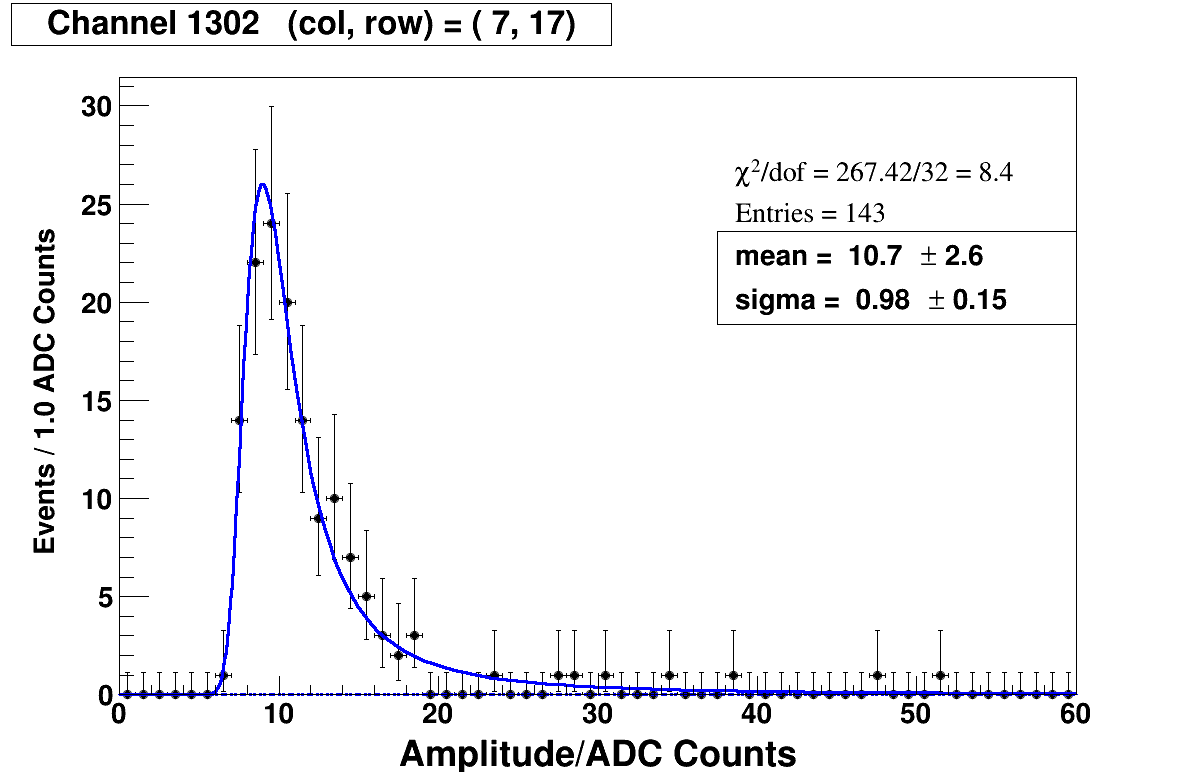 Channel 1302 (col, row) = ( 7, 17)
30
25
20
15
10
5
0
Events / 1.0 ADC Counts
χ²/dof = 267.42/32 = 8.4
Entries = 143
mean = 10.7 ± 2.6
sigma = 0.98 ± 0.15
0 10 20 30 40 50 60
Amplitude/ADC Counts